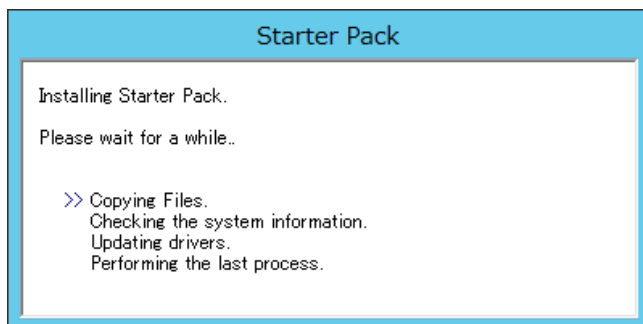 Starter Pack
Installing Starter Pack.
Please wait for a while..
>> Copying Files.
Checking the system information.
Updating drivers.
Performing the last process.